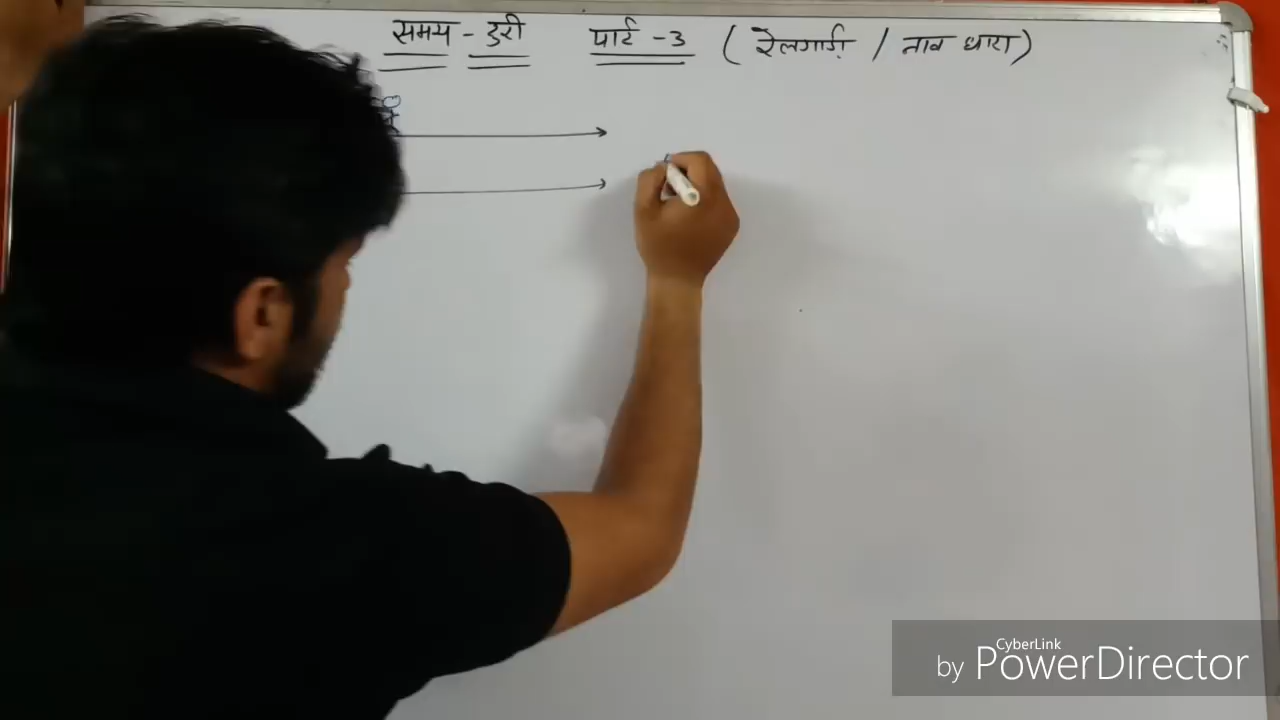 समय - दुरी पार्ट -3 (रेलगाड़ी / नाव धारा)
CyberLink
by PowerDirector